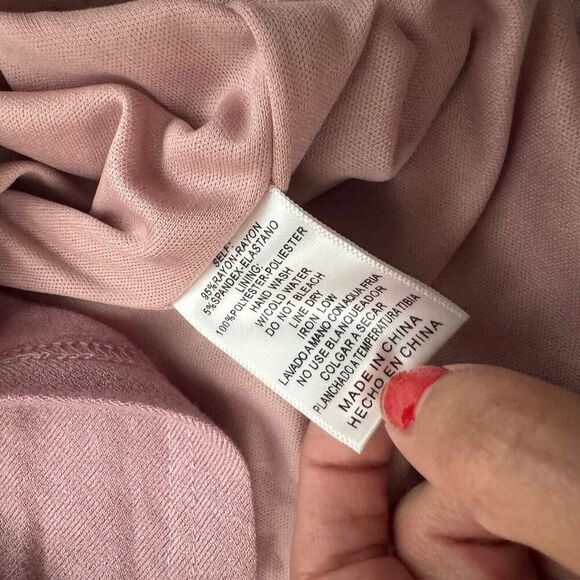 SELF:
95%RAYON-RAYON
5%SPANDEX-ELASTANO
LINING:
100%POLYESTER-POLIESTER
HAND WASH
W/COLD WATER
DO NOT BLEACH
LINE DRY
IRON LOW
LAVADO A MANO CON AQUA FRIA
NO USE BLANQUEADOR
COLGAR A SECAR
PLANCHADO A TEMPERATURA TIBIA
MADE IN CHINA
HECHO EN CHINA